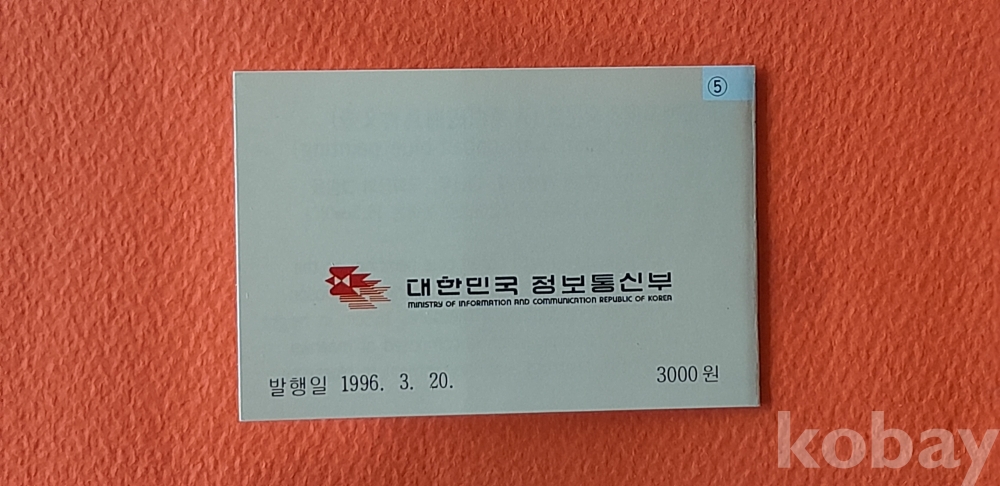 ⑤
대한민국 정보통신부
MINISTRY OF INFORMATION AND COMMUNICATION REPUBLIC OF KOREA
발행일 1996. 3. 20.
3000원
kobay